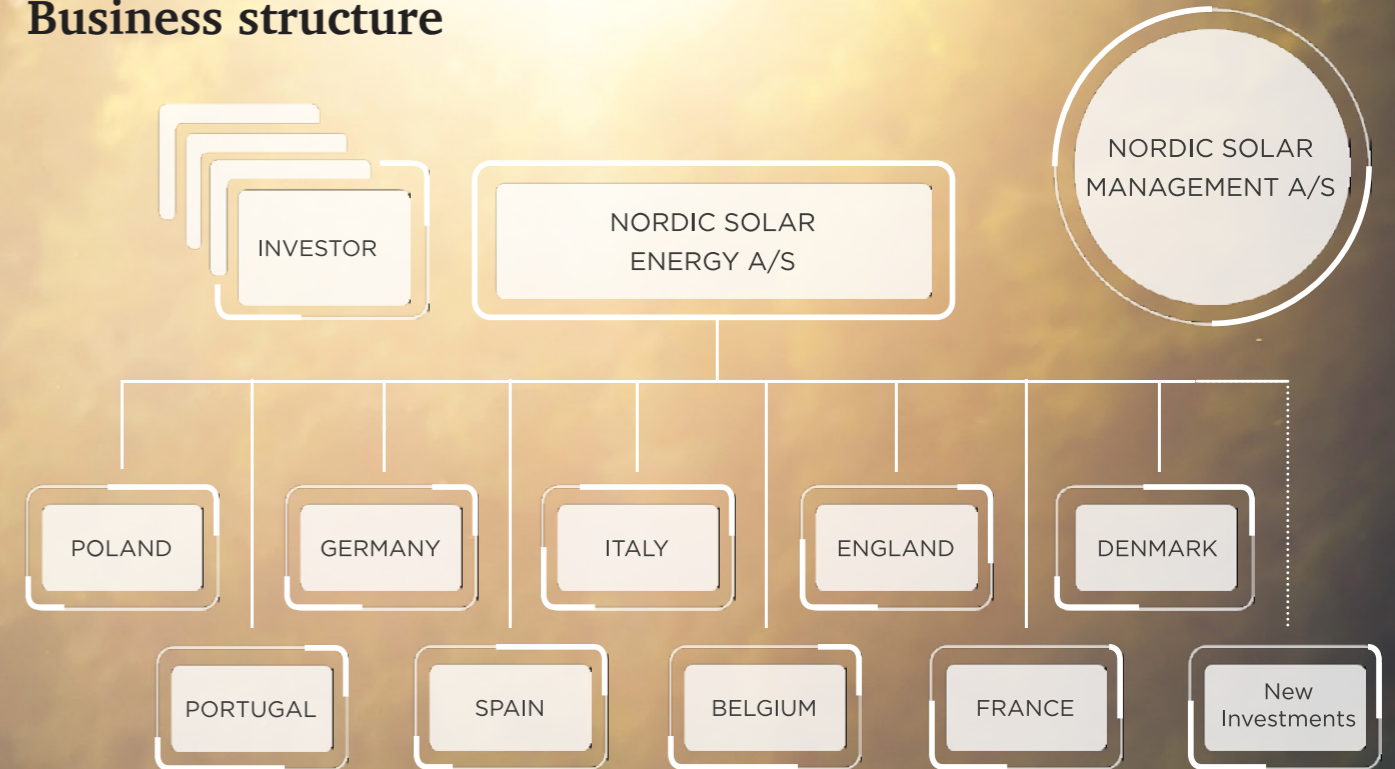 Business structure
NORDIC SOLAR
MANAGEMENT A/S
INVESTOR
NORDIC SOLAR
ENERGY A/S
POLAND
GERMANY
ITALY
ENGLAND
DENMARK
PORTUGAL
SPAIN
BELGIUM
FRANCE
New
Investments